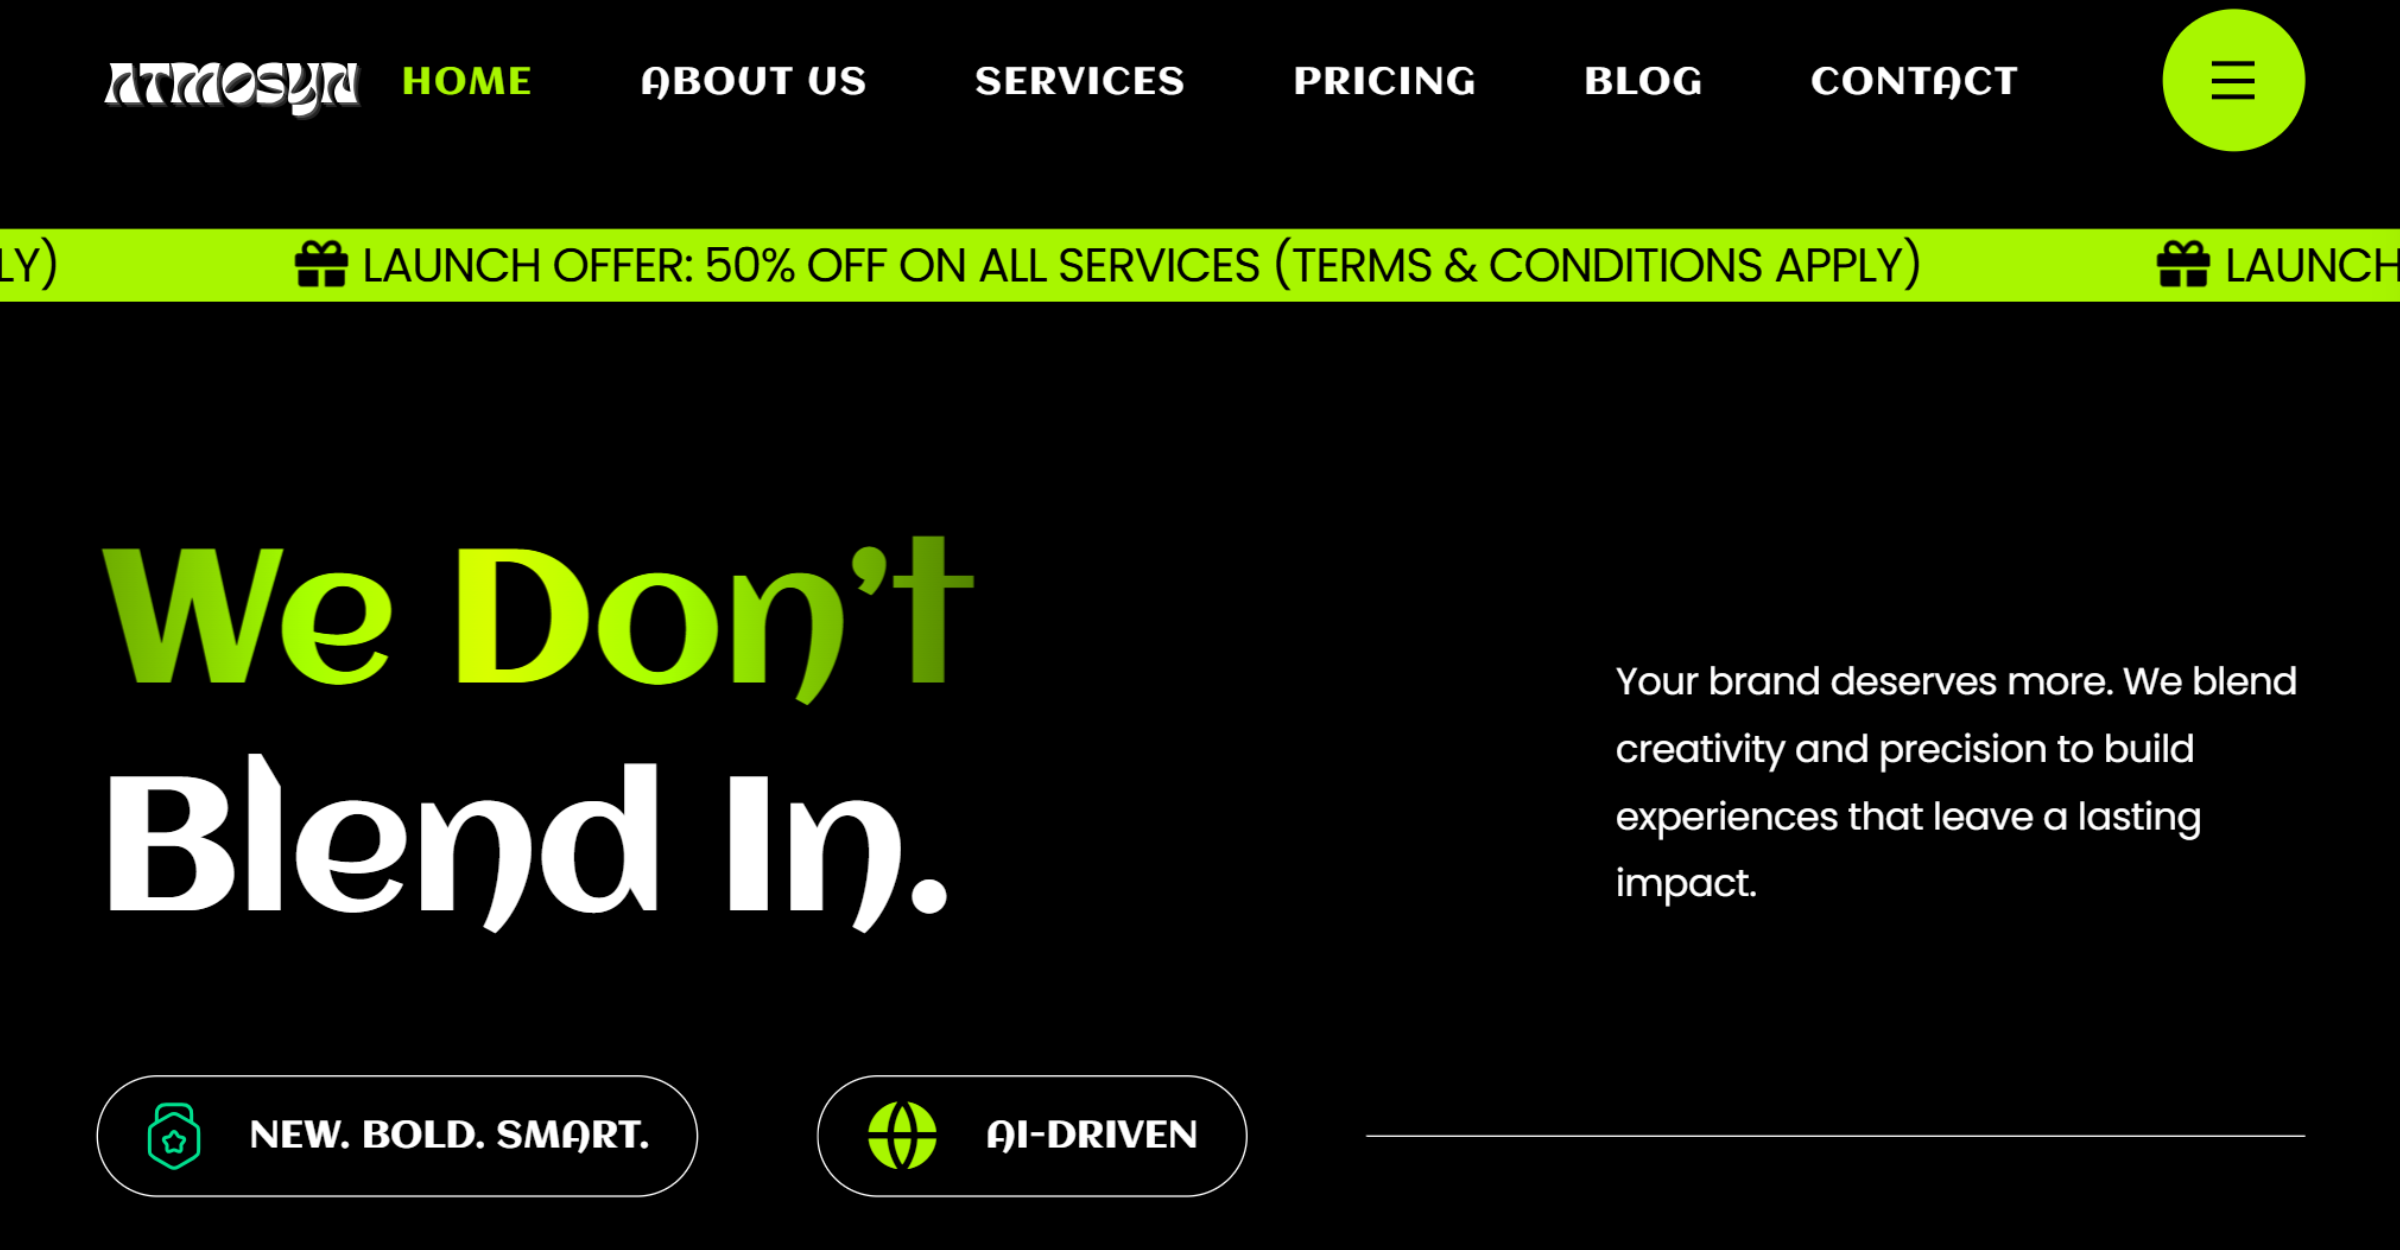 ATMOSYN HOME ABOUT US SERVICES PRICING BLOG CONTACT
LY) LAUNCH OFFER: 50% OFF ON ALL SERVICES (TERMS & CONDITIONS APPLY) LAUNCH
We Don’t
Blend In.
Your brand deserves more. We blend
creativity and precision to build
experiences that leave a lasting
impact.
NEW. BOLD. SMART. AI-DRIVEN